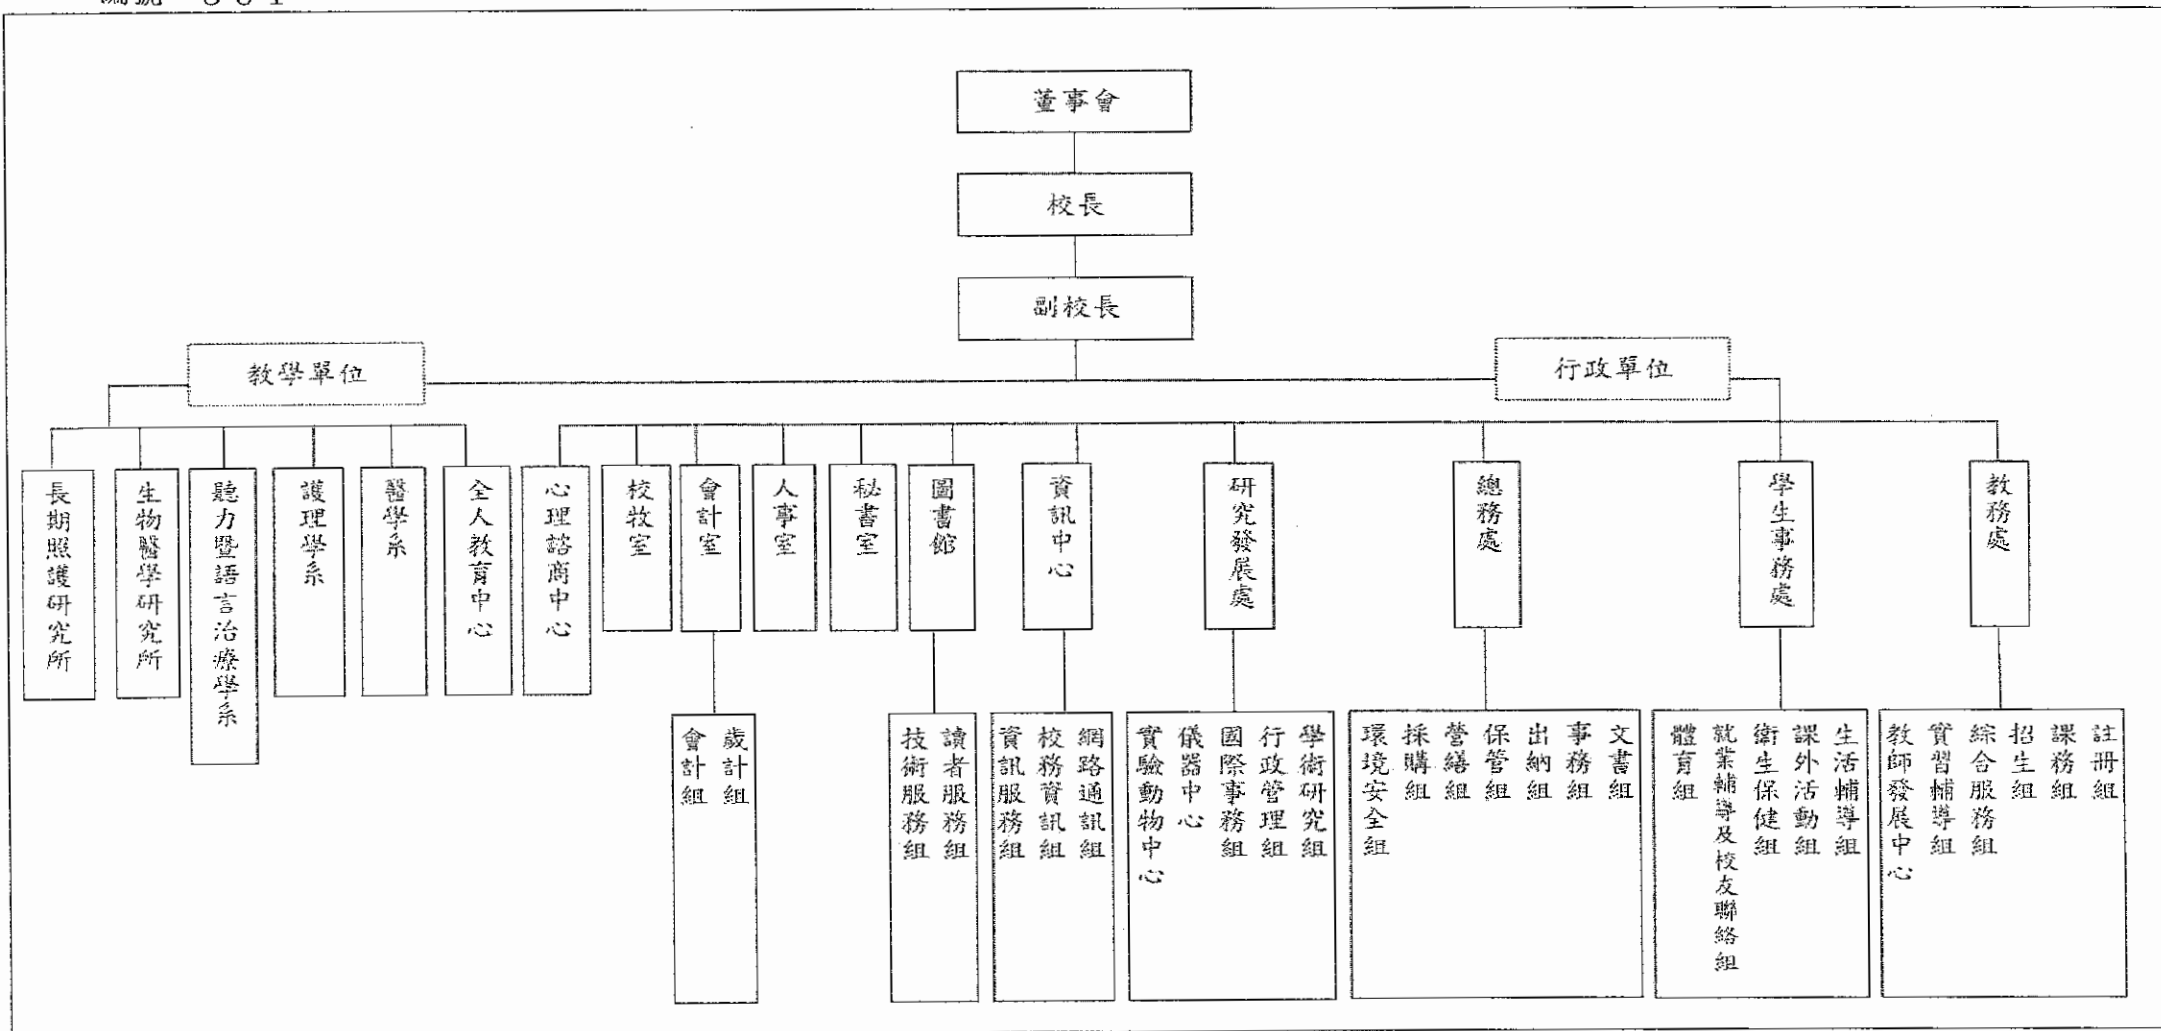 董事會
校長
副校長
教學單位
行政單位
長期照護研究所
生物醫學研究所
聽力暨語言治療學系
護理學系
醫學系
全人教育中心
心理諮商中心
校牧室
會計室
人事室
秘書室
圖書館
資訊中心
研究發展處
總務處
學生事務處
教務處
會計組
歲計組
技術服務組
讀者服務組
資訊服務組
校務資訊組
網路通訊組
實驗動物中心
儀器中心
國際事務組
行政管理組
學術研究組
環境安全組
採購組
營繕組
保管組
出納組
事務組
文書組
體育組
就業輔導及校友聯絡組
衛生保健組
課外活動組
生活輔導組
教師發展中心
實習輔導組
綜合服務組
招生組
課務組
註冊組